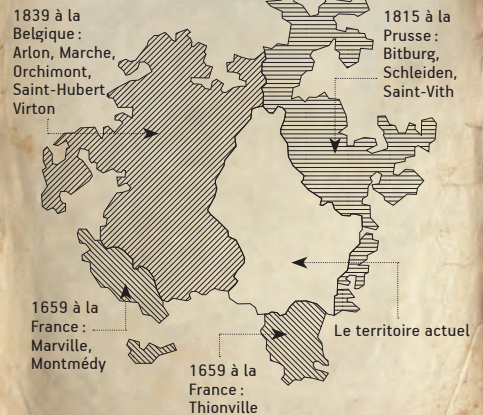 1839 à la
Belgique :
Arlon, Marche,
Orchimont,
Saint-Hubert,
Virton
1815 à la
Prusse :
Bitburg,
Schleiden,
Saint-Vith
1659 à la
France :
Marville,
Montmédy
1659 à la
France :
Thionville
Le territoire actuel